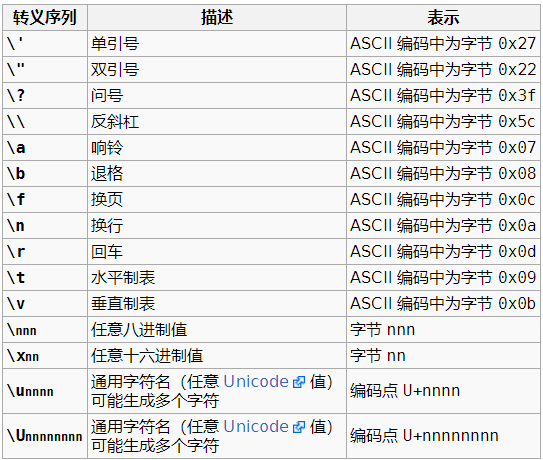 转义序列 描述 表示
\' 单引号 ASCII 编码中为字节 0x27
\" 双引号 ASCII 编码中为字节 0x22
\? 问号 ASCII 编码中为字节 0x3f
\\ 反斜杠 ASCII 编码中为字节 0x5c
\a 响铃 ASCII 编码中为字节 0x07
\b 退格 ASCII 编码中为字节 0x08
\f 换页 ASCII 编码中为字节 0x0c
\n 换行 ASCII 编码中为字节 0x0a
\r 回车 ASCII 编码中为字节 0x0d
\t 水平制表 ASCII 编码中为字节 0x09
\v 垂直制表 ASCII 编码中为字节 0x0b
\nnn 任意八进制值 字节 nnn
\xnn 任意十六进制值 字节 nn
\unnnn 通用字符名（任意 Unicode 值） 编码点 U+nnnn
可能生成多个字符
\Unnnnnnnn 通用字符名（任意 Unicode 值） 编码点 U+nnnnnnnn
可能生成多个字符